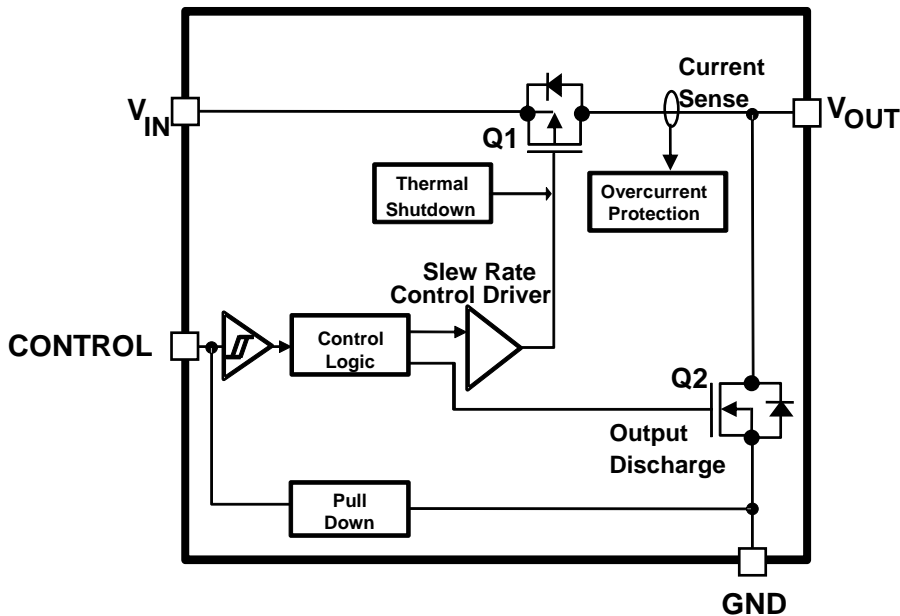 Current
Sense
VIN
VOUT
Q1
Thermal
Shutdown
Overcurrent
Protection
Slew Rate
Control Driver
CONTROL
Control
Logic
Q2
Output
Discharge
Pull
Down
GND